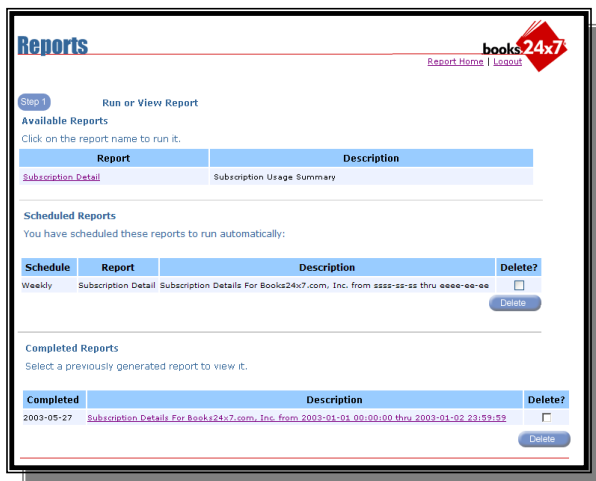 Reports
books24x7
Report Home | Logout
Step 1 Run or View Report
Available Reports
Click on the report name to run it.
Report Description
Subscription Detail Subscription Usage Summary
Scheduled Reports
You have scheduled these reports to run automatically:
Schedule Report Description Delete?
Weekly Subscription Detail Subscription Details For Books24x7.com, Inc. from ssss-ss-ss thru eeee-ee-ee
Delete
Completed Reports
Select a previously generated report to view it.
Completed Description Delete?
2003-05-27 Subscription Details For Books24x7.com, Inc. from 2003-01-01 00:00:00 thru 2003-01-02 23:59:59
Delete